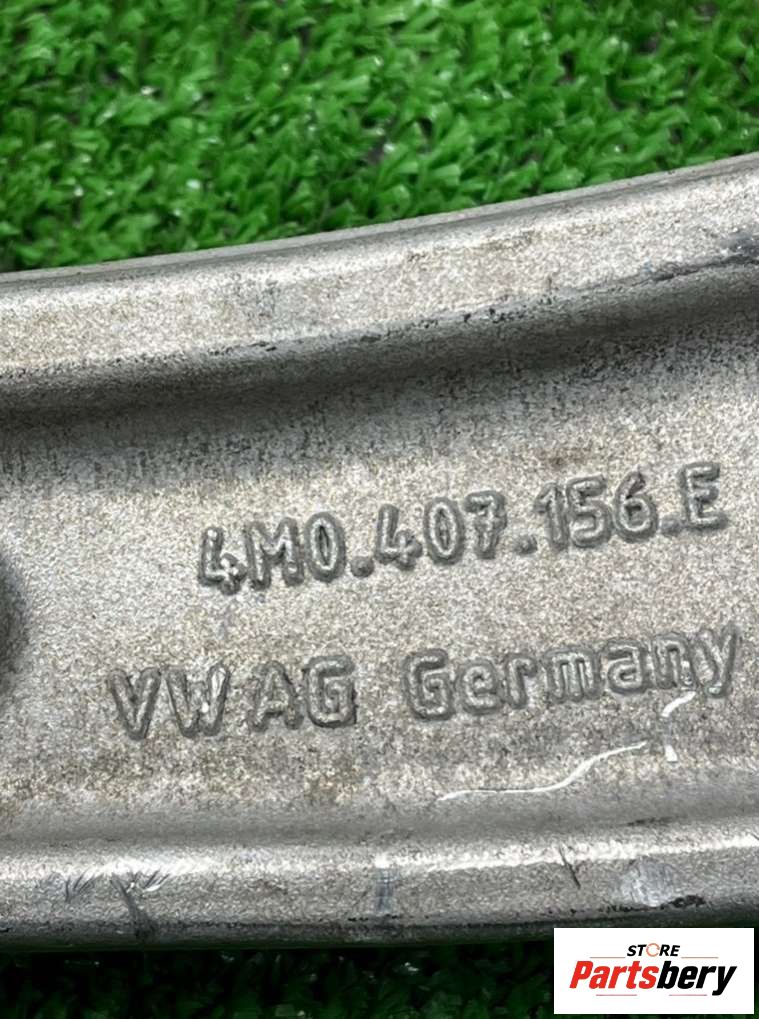 4M0.407.156.E
VW AG Germany
STORE
Partsbery